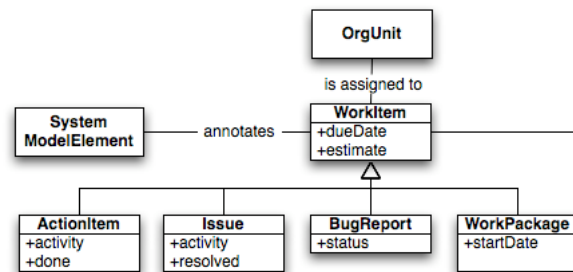 OrgUnit
is assigned to
System
ModelElement
annotates
WorkItem
+dueDate
+estimate
ActionItem
+activity
+done
Issue
+activity
+resolved
BugReport
+status
WorkPackage
+startDate